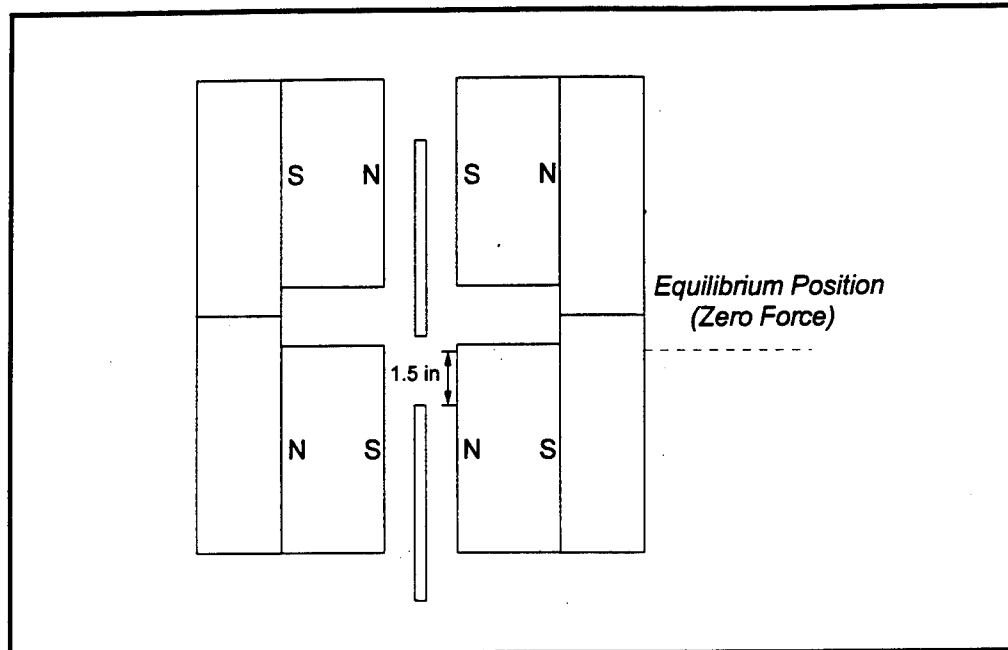 S N S N
Equilibrium Position
(Zero Force)
1.5 in
N S N S